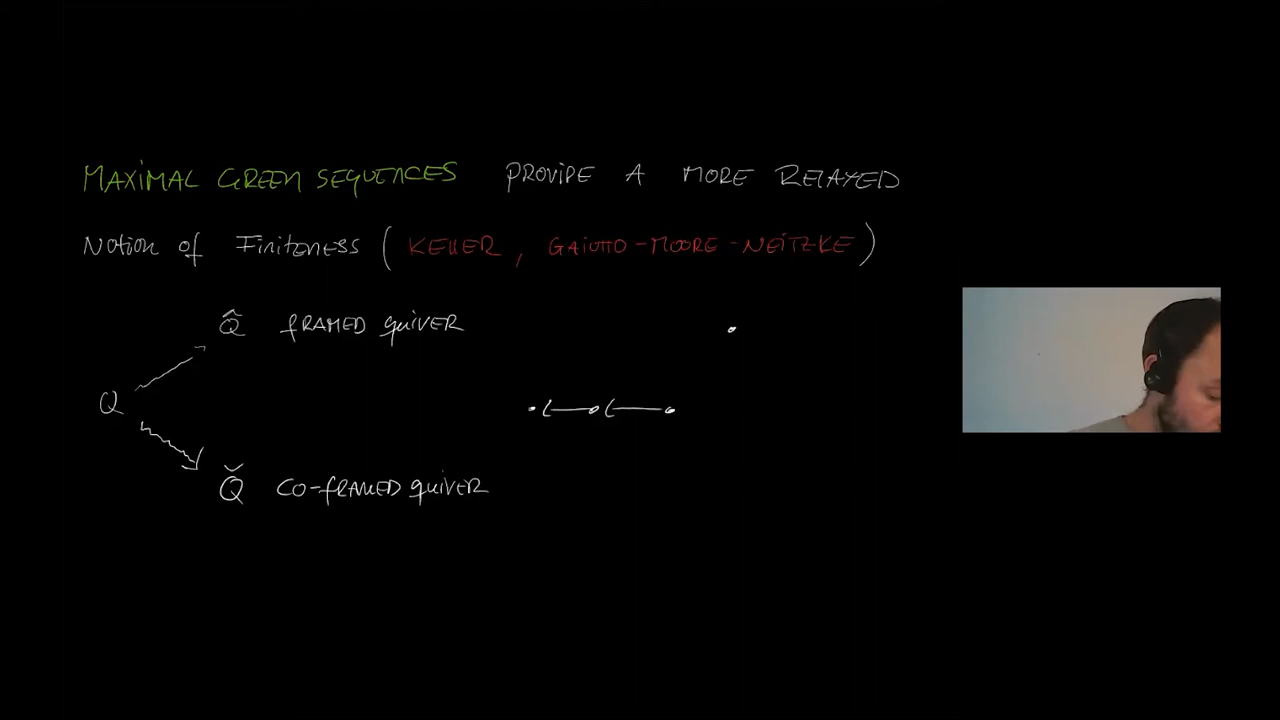 MAXIMAL GREEN SEQUENCES PROVIDE A MORE RELAXED
Notion of Finiteness (KELLER, GAIOTTO-MOORE-NEITZKE)
Q̂ fRAMED quiVER
Q
Q̌ CO-fRAMED quiVER